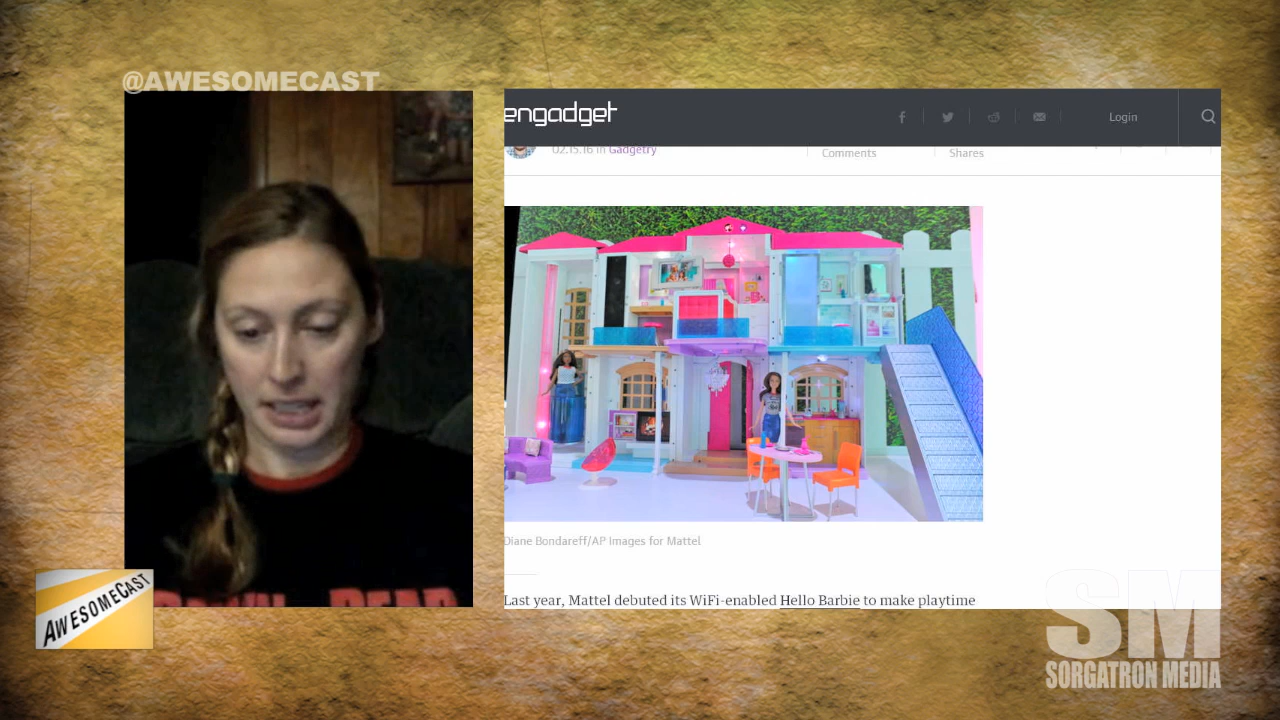 @AWESOMECAST
engadget
Login
02.15.16 in Gadgetry
Comments
Shares
Diane Bondareff/AP Images for Mattel
Last year, Mattel debuted its WiFi-enabled Hello Barbie to make playtime
AWESOMECAST
SM
SORGATRON MEDIA